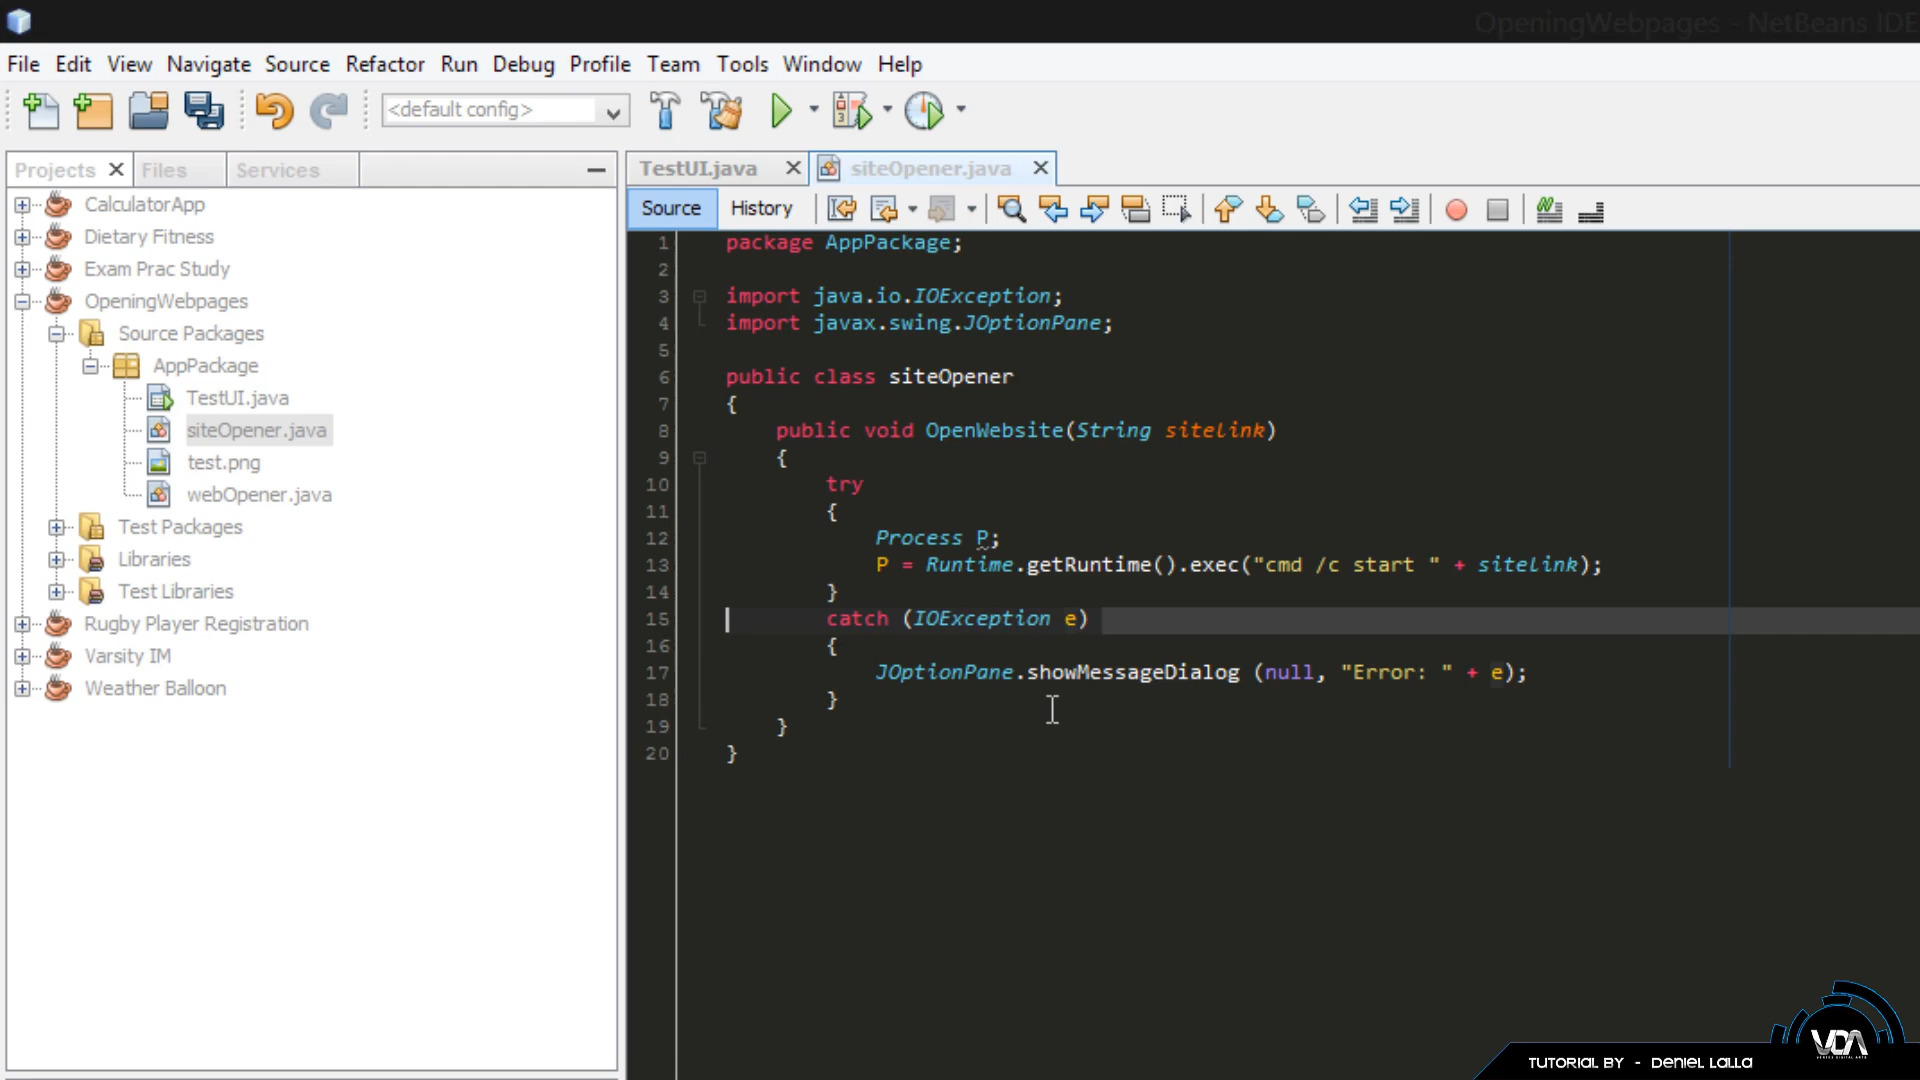 OpeningWebpages - NetBeans IDE
File Edit View Navigate Source Refactor Run Debug Profile Team Tools Window Help
<default config>
Projects Files Services
CalculatorApp
Dietary Fitness
Exam Prac Study
OpeningWebpages
Source Packages
AppPackage
TestUI.java
siteOpener.java
test.png
webOpener.java
Test Packages
Libraries
Test Libraries
Rugby Player Registration
Varsity IM
Weather Balloon
TestUI.java siteOpener.java
Source History
1 package AppPackage;
2
3 import java.io.IOException;
4 import javax.swing.JOptionPane;
5
6 public class siteOpener
7 {
8 public void OpenWebsite(String sitelink)
9 {
10 try
11 {
12 Process P;
13 P = Runtime.getRuntime().exec("cmd /c start " + sitelink);
14 }
15 catch (IOException e)
16 {
17 JOptionPane.showMessageDialog (null, "Error: " + e);
18 }
19 }
20 }
VDA
TUTORIAL BY - DENIEL LALLA